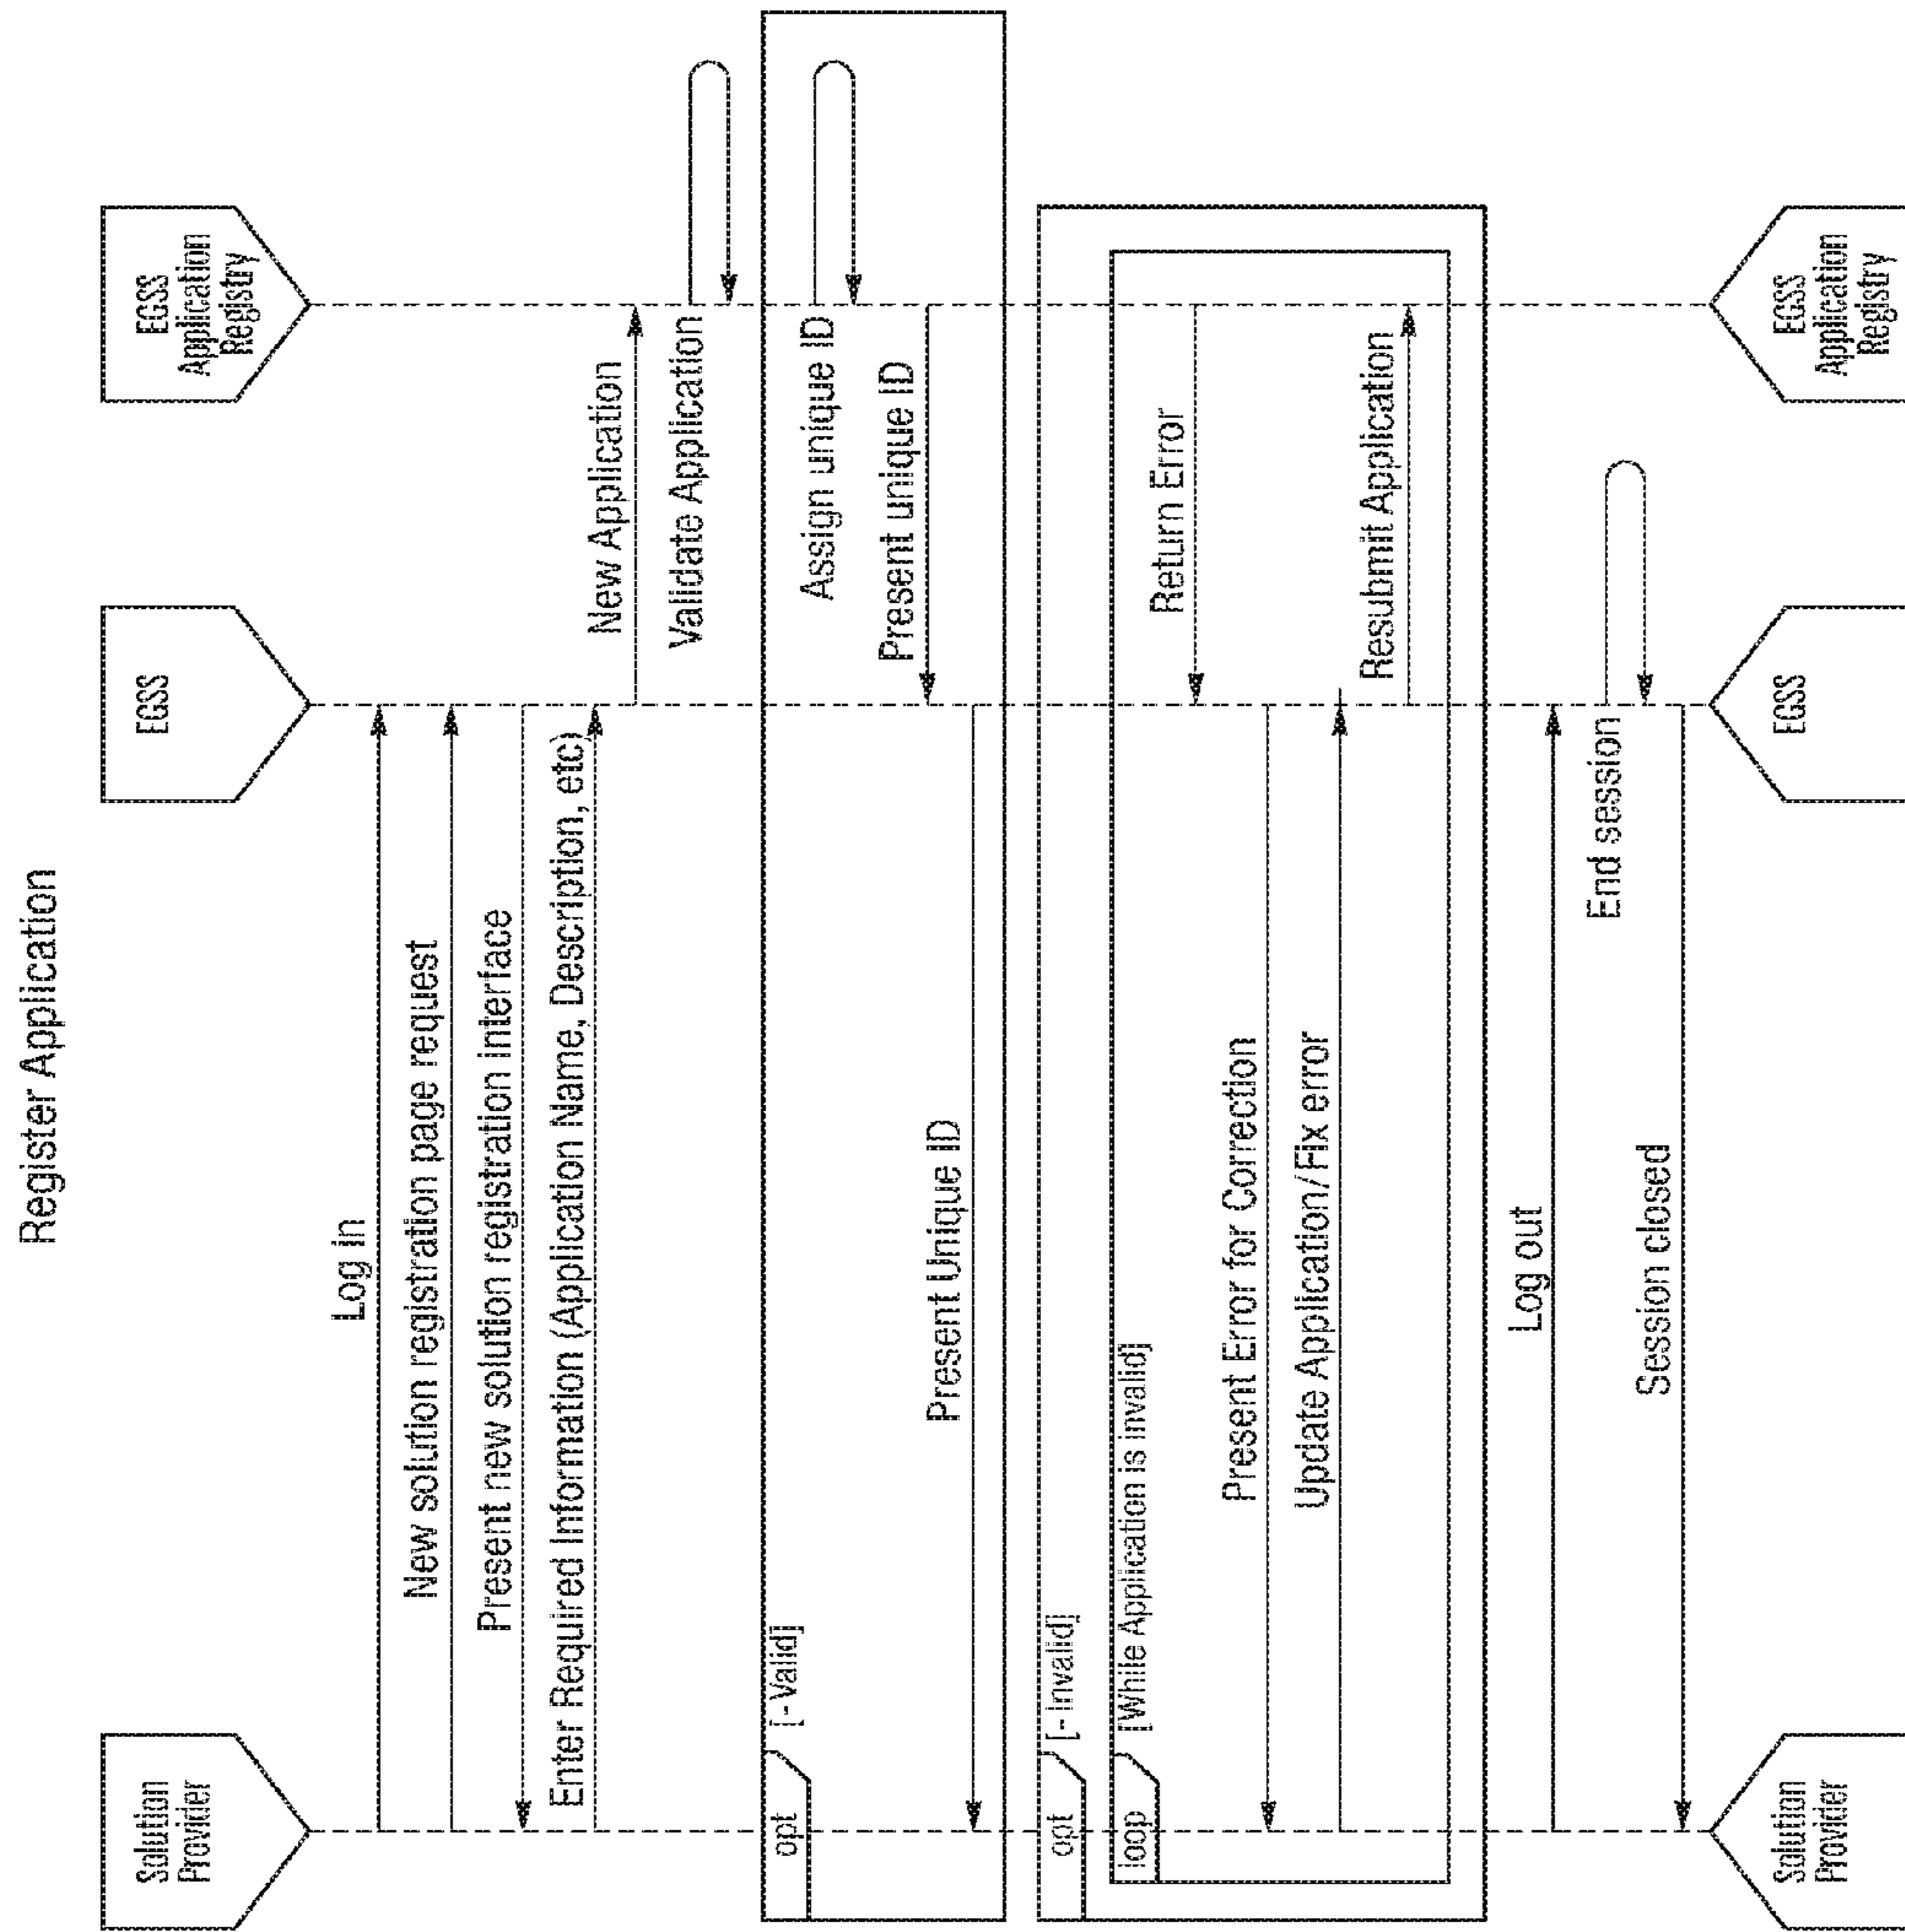 Register Application
Solution
Provider
EGSS
EGSS
Application
Registry
Log in
New solution registration page request
Present new solution registration interface
Enter Required Information (Application Name, Description, etc)
New Application
Validate Application
opt
[-Valid]
Assign unique ID
Present unique ID
Present Unique ID
opt
[-Invalid]
loop
[While Application is invalid]
Return Error
Present Error for Correction
Update Application/Fix error
Resubmit Application
Log out
End session
Session closed
Solution
Provider
EGSS
EGSS
Application
Registry